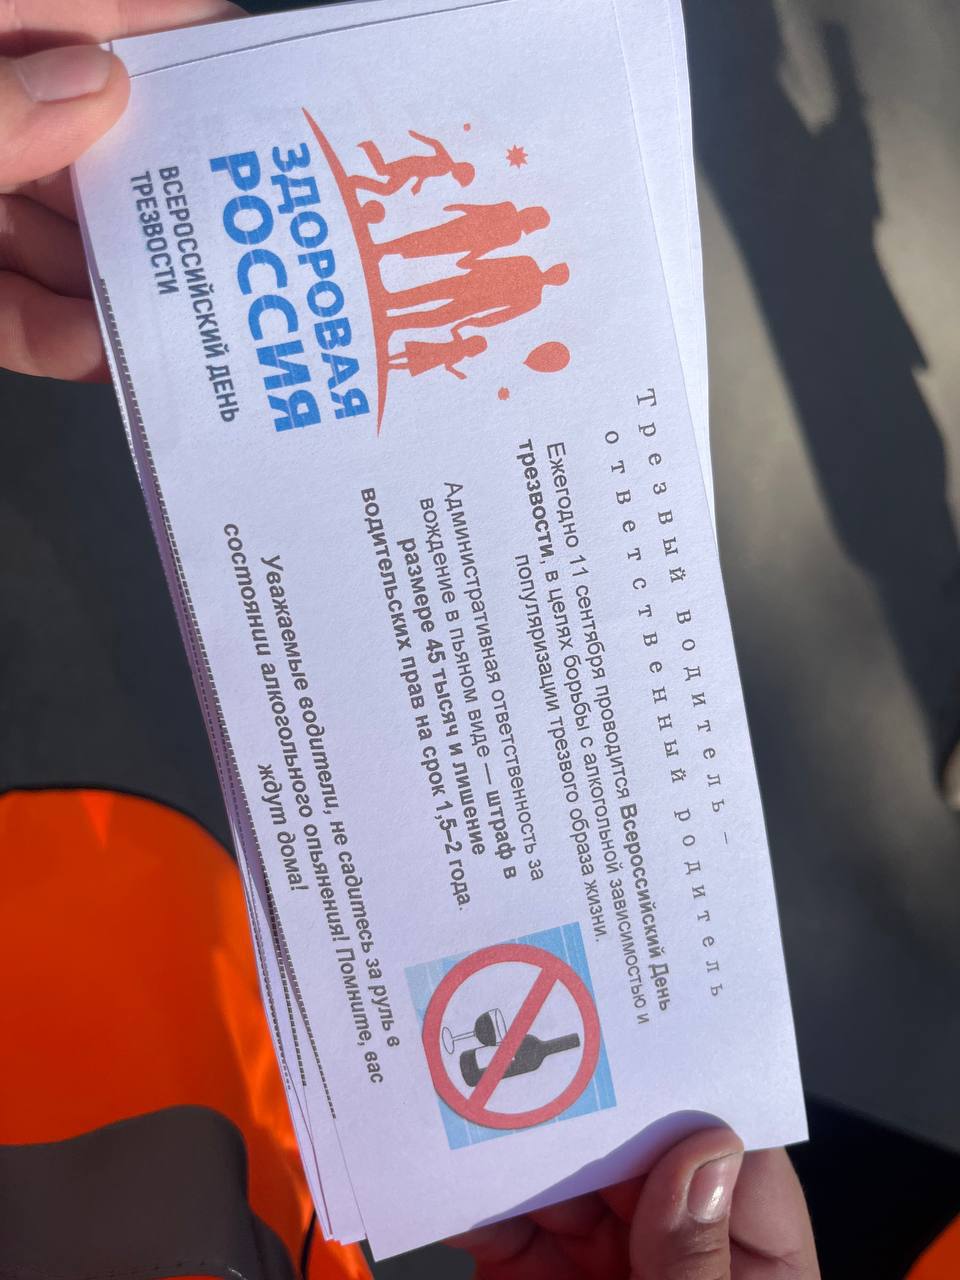 Трезвый водитель –
ответственный родитель
Ежегодно 11 сентября проводится Всероссийский День
трезвости, в целях борьбы с алкогольной зависимостью и
популяризации трезвого образа жизни.
Административная ответственность за
вождение в пьяном виде — штраф в
размере 45 тысяч и лишение
водительских прав на срок 1,5–2 года.
Уважаемые водители, не садитесь за руль в
состоянии алкогольного опьянения! Помните, вас
ждут дома!
ЗДОРОВАЯ
РОССИЯ
ВСЕРОССИЙСКИЙ ДЕНЬ
ТРЕЗВОСТИ